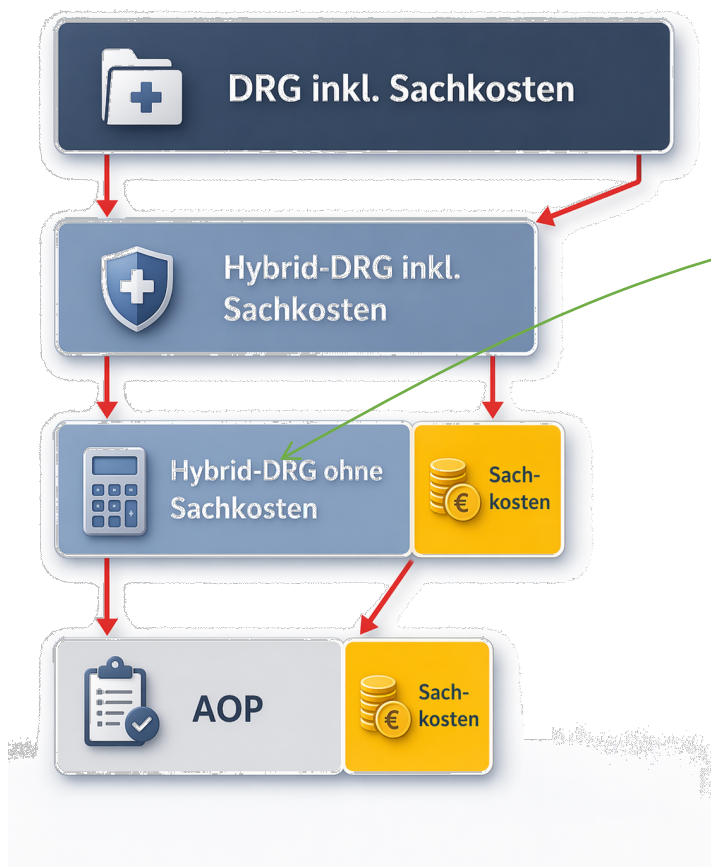 DRG inkl. Sachkosten
Hybrid-DRG inkl.
Sachkosten
Hybrid-DRG ohne
Sachkosten
Sach-
kosten
€
AOP
Sach-
kosten
€